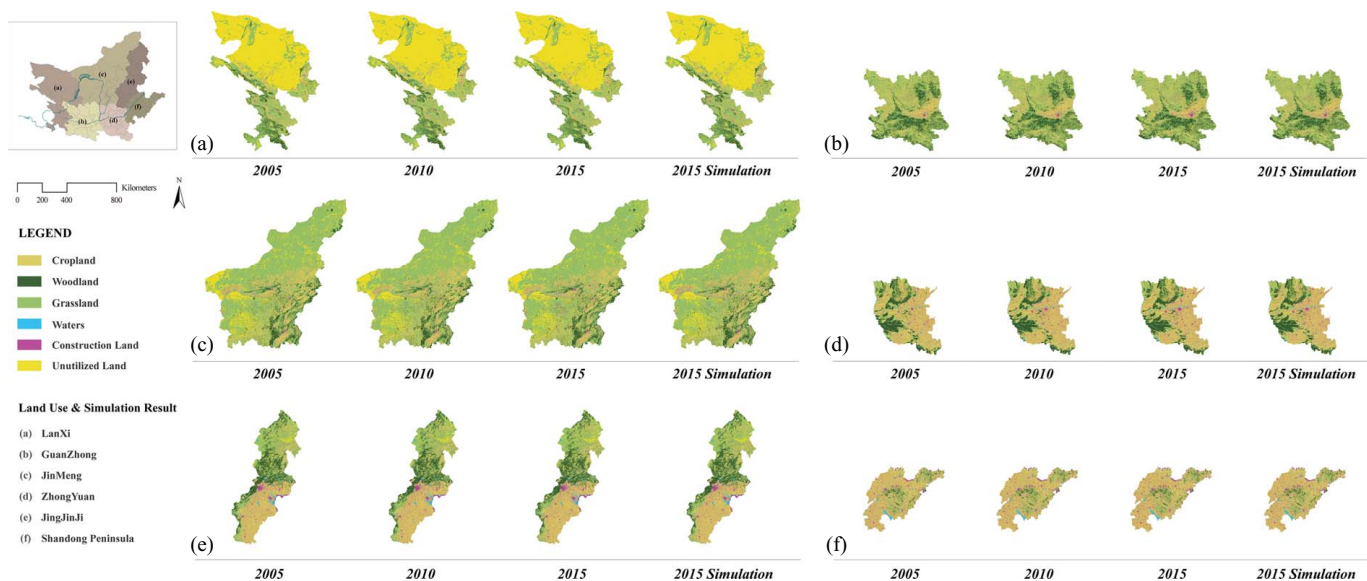 (c)
(e)
(a)
(f)
(b)
(d)
N
Kilometers
0 200 400 800
LEGEND
Cropland
Woodland
Grassland
Waters
Construction Land
Unutilized Land
Land Use & Simulation Result
(a) LanXi
(b) GuanZhong
(c) JinMeng
(d) ZhongYuan
(e) JingJinJi
(f) Shandong Peninsula
(a)
2005 2010 2015 2015 Simulation
(b)
2005 2010 2015 2015 Simulation
(c)
2005 2010 2015 2015 Simulation
(d)
2005 2010 2015 2015 Simulation
(e)
2005 2010 2015 2015 Simulation
(f)
2005 2010 2015 2015 Simulation